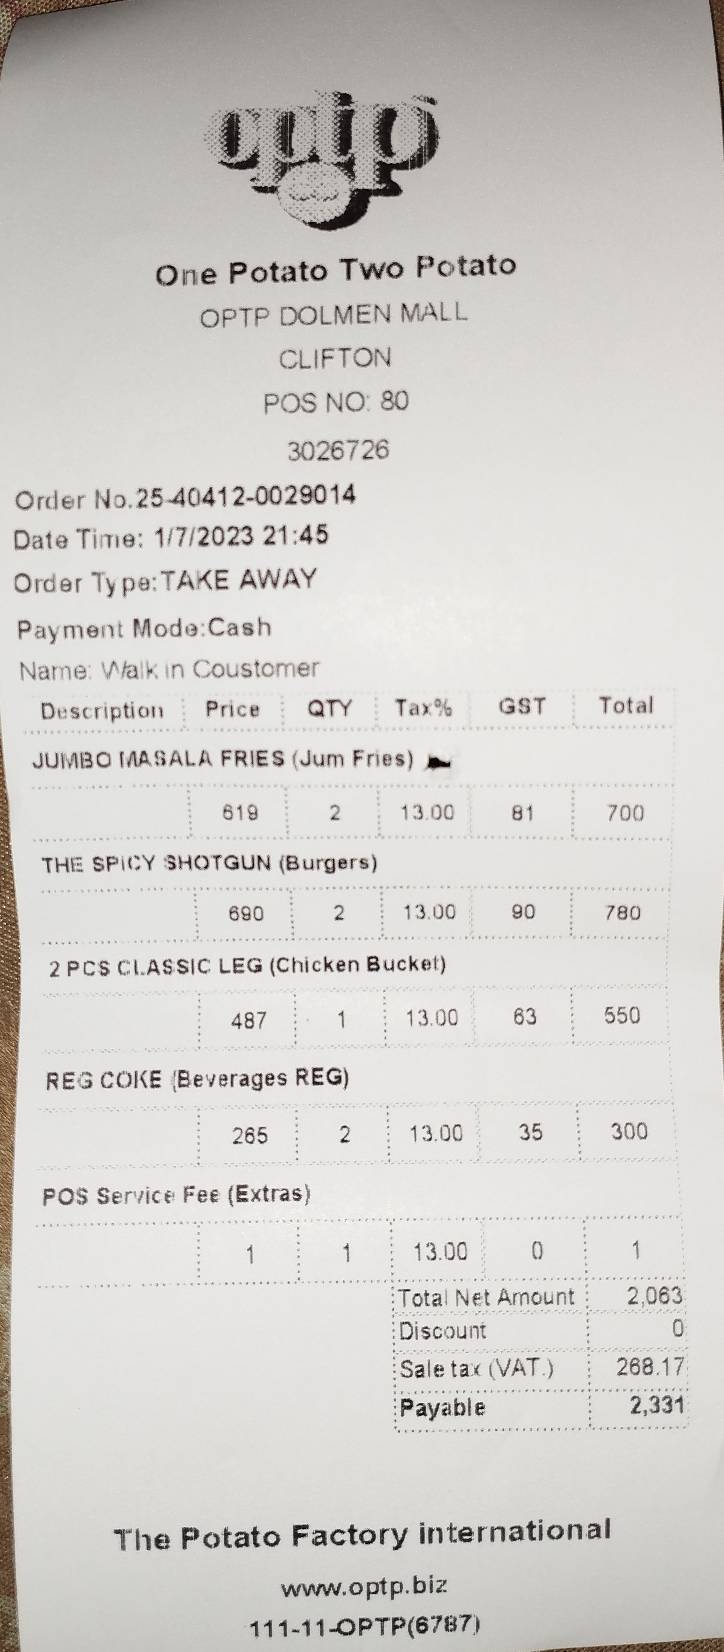 optp
One Potato Two Potato
OPTP DOLMEN MALL
CLIFTON
POS NO: 80
3026726
Order No.25-40412-0029014
Date Time: 1/7/2023 21:45
Order Type:TAKE AWAY
Payment Mode:Cash
Name: Walk in Coustomer
Description Price QTY Tax% GST Total
JUMBO MASALA FRIES (Jum Fries)
619 2 13.00 81 700
THE SPICY SHOTGUN (Burgers)
690 2 13.00 90 780
2 PCS CLASSIC LEG (Chicken Bucket)
487 1 13.00 63 550
REG COKE (Beverages REG)
265 2 13.00 35 300
POS Service Fee (Extras)
1 1 13.00 0 1
Total Net Amount 2,063
Discount 0
Sale tax (VAT.) 268.17
Payable 2,331
The Potato Factory international
www.optp.biz
111-11-OPTP(6787)